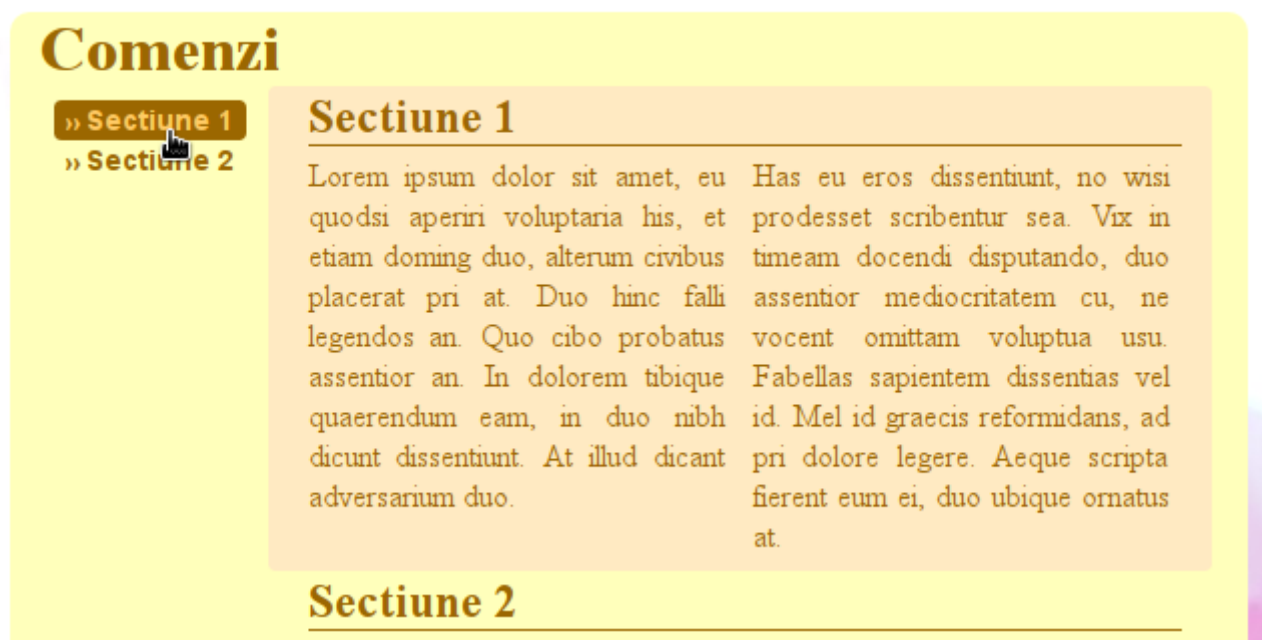 Comenzi
›› Sectiune 1
›› Sectiune 2
Sectiune 1
Lorem ipsum dolor sit amet, eu
quodsi aperiri voluptaria his, et
etiam doming duo, alterum civibus
placerat pri at. Duo hinc falli
legendos an. Quo cibo probatus
assentior an. In dolorem tibique
quaerendum eam, in duo nibh
dicunt dissentiunt. At illud dicant
adversarium duo.
Has eu eros dissentiunt, no wisi
prodesset scribentur sea. Vix in
timeam docendi disputando, duo
assentior mediocritatem cu, ne
vocent omittam voluptua usu.
Fabellas sapientem dissentias vel
id. Mel id graecis reformidans, ad
pri dolore legere. Aeque scripta
fierent eum ei, duo ubique ornatus
at.
Sectiune 2